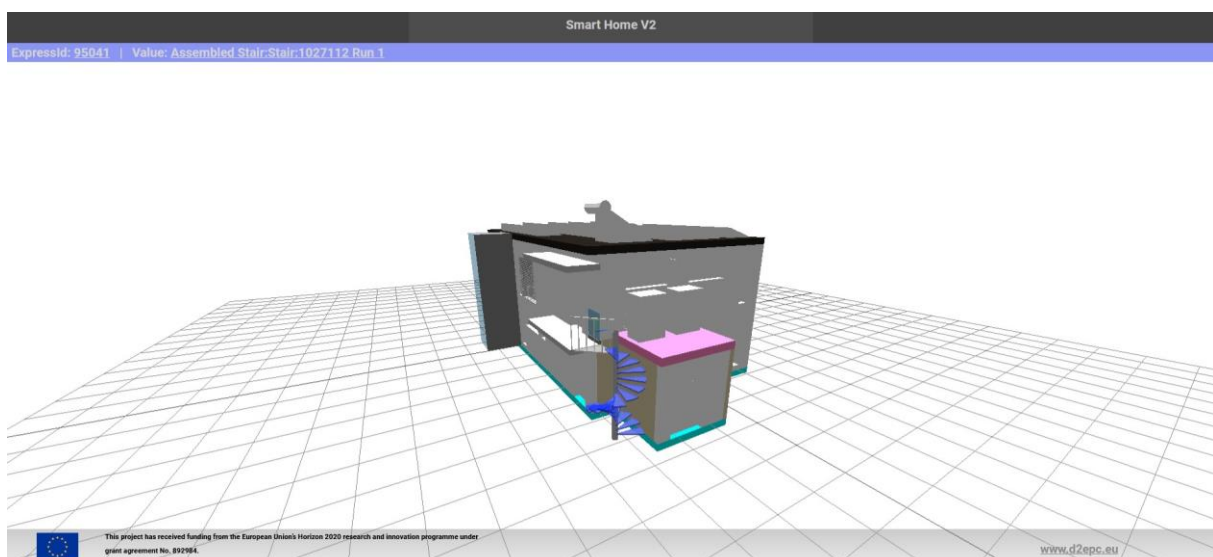 Smart Home V2
ExpressId: 95041 | Value: Assembled Stair:Stair:1027112 Run 1
This project has received funding from the European Union's Horizon 2020 research and innovation programme under
grant agreement No. 892984.
www.d2epc.eu